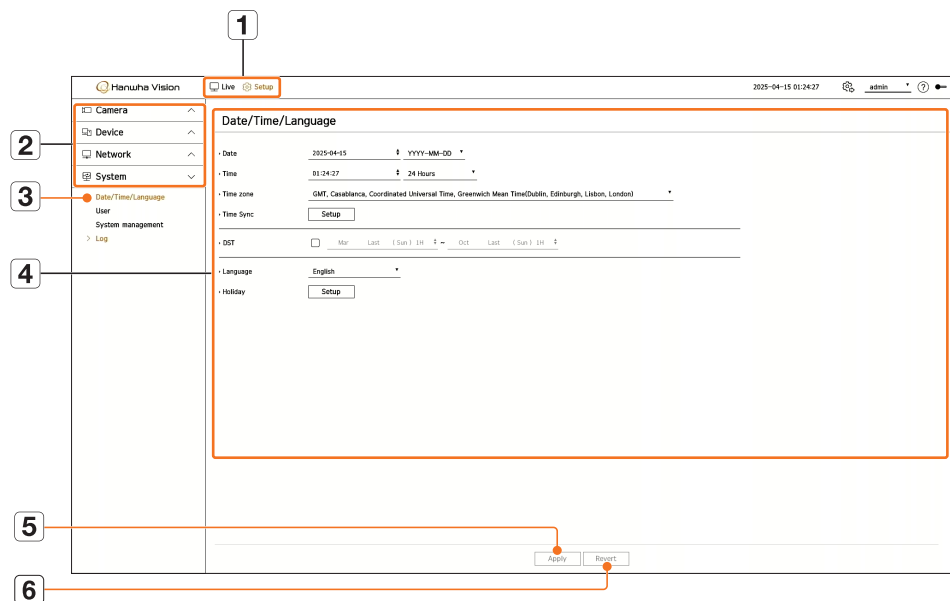 1
Hanwha Vision
Live Setup
2025-04-15 01:24:27
admin
?
2
Camera
Device
Network
System
3
Date/Time/Language
User
System management
> Log
Date/Time/Language
Date 2025-04-15 YYYY-MM-DD
Time 01:24:27 24 Hours
Time zone GMT, Casablanca, Coordinated Universal Time, Greenwich Mean Time(Dublin, Edinburgh, Lisbon, London)
Time Sync Setup
DST Mar Last (Sun) 1H ~ Oct Last (Sun) 1H
4
Language English
Holiday Setup
5
Apply Revert
6